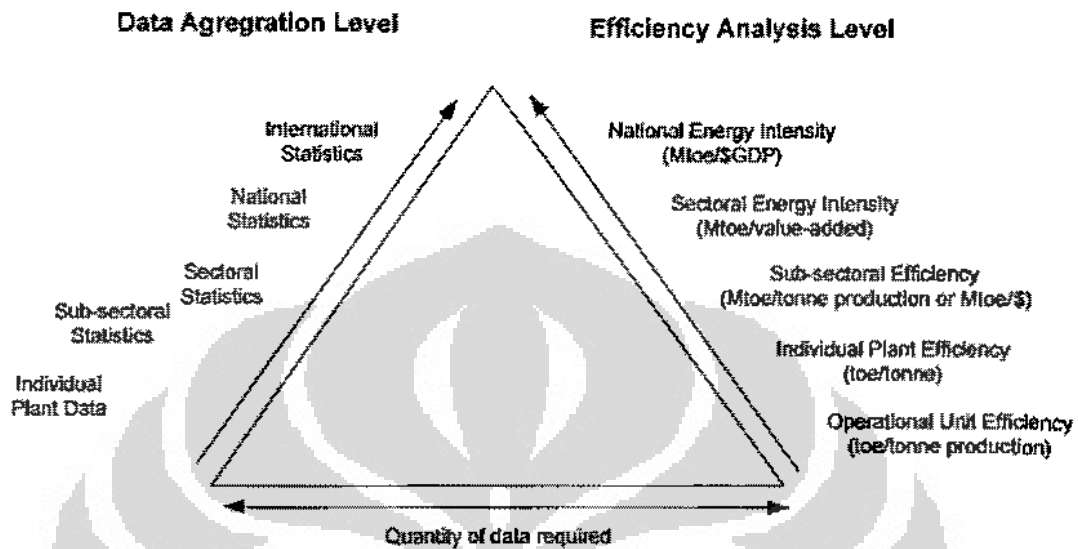 Data Agregration Level
Efficiency Analysis Level
International
Statistics
National
Statistics
Sectoral
Statistics
Sub-sectoral
Statistics
Individual
Plant Data
National Energy Intensity
(Mtoe/$GDP)
Sectoral Energy Intensity
(Mtoe/value-added)
Sub-sectoral Efficiency
(Mtoe/tonne production or Mtoe/$)
Individual Plant Efficiency
(toe/tonne)
Operational Unit Efficiency
(toe/tonne production)
Quantity of data required